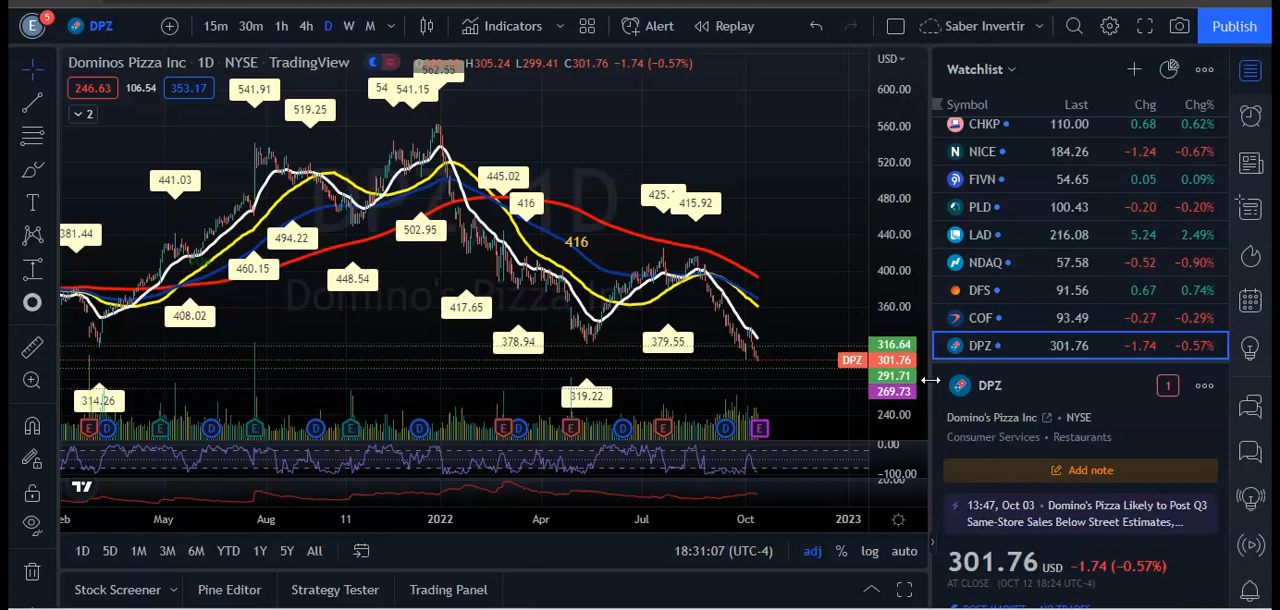 E 5 DPZ 15m 30m 1h 4h D W M Indicators Alert Replay Saber Invertir Publish
Dominos Pizza Inc · 1D · NYSE TradingView H305.24 L299.41 C301.76 −1.74 (−0.57%)
246.63 106.54 353.17
2
USD
600.00
560.00
520.00
480.00
440.00
400.00
360.00
316.64
DPZ 301.76
291.71
269.73
240.00
0.00
-100.00
20.00
541.91
519.25
54
541.15
562.55
441.03
381.44
494.22
460.15
408.02
448.54
502.95
445.02
416
416
417.65
378.94
425.
415.92
379.55
314.26
319.22
DPZ, 1D
Domino's Pizza Inc
E D E D E D E D E D E D E D E
eb May Aug 11 2022 Apr Jul Oct 2023
1D 5D 1M 3M 6M YTD 1Y 5Y All 18:31:07 (UTC-4) adj % log auto
Stock Screener Pine Editor Strategy Tester Trading Panel
Watchlist
Symbol Last Chg Chg%
CHKP 110.00 0.68 0.62%
NICE 184.26 −1.24 −0.67%
FIVN 54.65 0.05 0.09%
PLD 100.43 −0.20 −0.20%
LAD 216.08 5.24 2.49%
NDAQ 57.58 −0.52 −0.90%
DFS 91.56 0.67 0.74%
COF 93.49 −0.27 −0.29%
DPZ 301.76 −1.74 −0.57%
DPZ 1
Domino's Pizza Inc · NYSE
Consumer Services · Restaurants
Add note
13:47, Oct 03 · Domino's Pizza Likely to Post Q3
Same-Store Sales Below Street Estimates,...
301.76 USD −1.74 (−0.57%)
AT CLOSE (OCT 12 18:24 UTC-4)